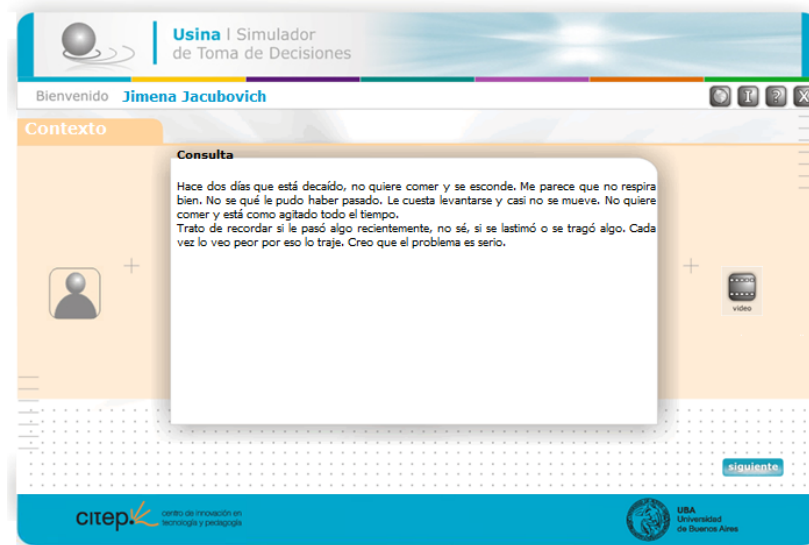 Usina | Simulador
de Toma de Decisiones
Bienvenido Jimena Jacubovich
I ? X
Contexto
Consulta
Hace dos días que está decaído, no quiere comer y se esconde. Me parece que no respira
bien. No se qué le pudo haber pasado. Le cuesta levantarse y casi no se mueve. No quiere
comer y está como agitado todo el tiempo.
Trato de recordar si le pasó algo recientemente, no sé, si se lastimó o se tragó algo. Cada
vez lo veo peor por eso lo traje. Creo que el problema es serio.
video
siguiente
citep
centro de innovación en
tecnología y pedagogía
UBA
Universidad
de Buenos Aires